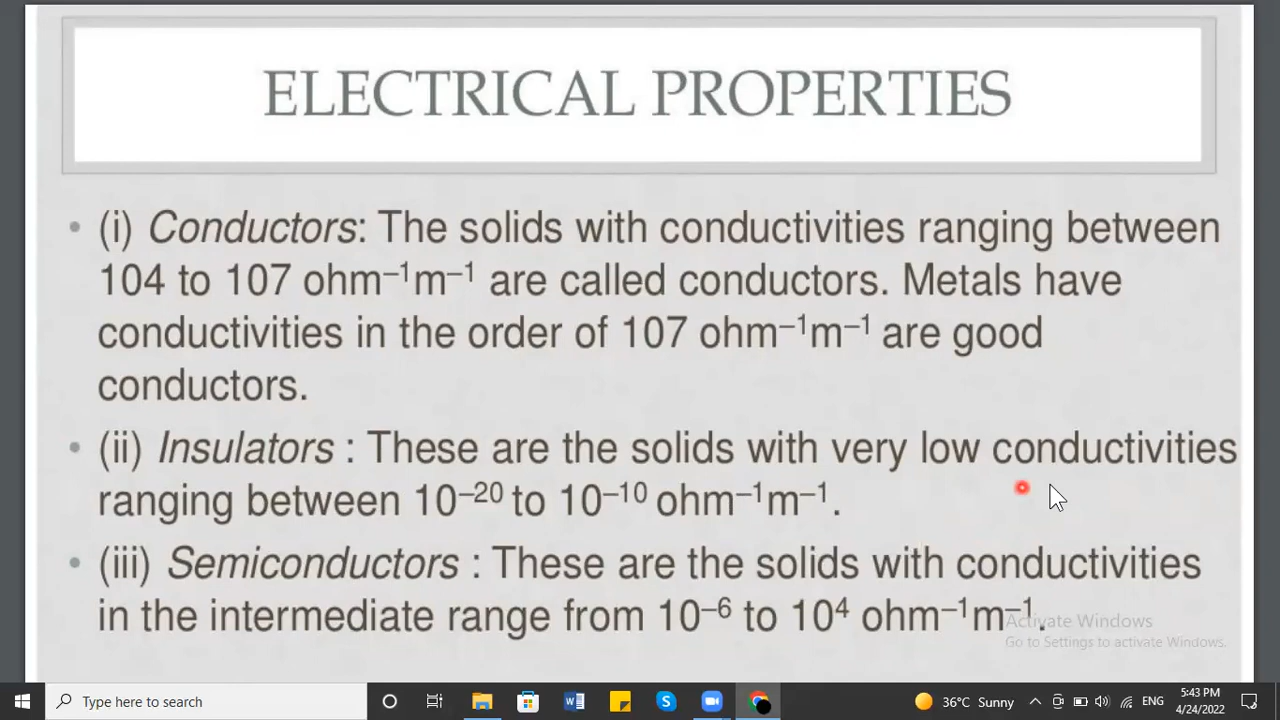 ELECTRICAL PROPERTIES
• (i) Conductors: The solids with conductivities ranging between
104 to 107 ohm⁻¹m⁻¹ are called conductors. Metals have
conductivities in the order of 107 ohm⁻¹m⁻¹ are good
conductors.
• (ii) Insulators : These are the solids with very low conductivities
ranging between 10⁻²⁰ to 10⁻¹⁰ ohm⁻¹m⁻¹.
• (iii) Semiconductors : These are the solids with conductivities
in the intermediate range from 10⁻⁶ to 10⁴ ohm⁻¹m⁻¹.
Activate Windows
Go to Settings to activate Windows.
Type here to search
36°C Sunny
ENG
5:43 PM
4/24/2022